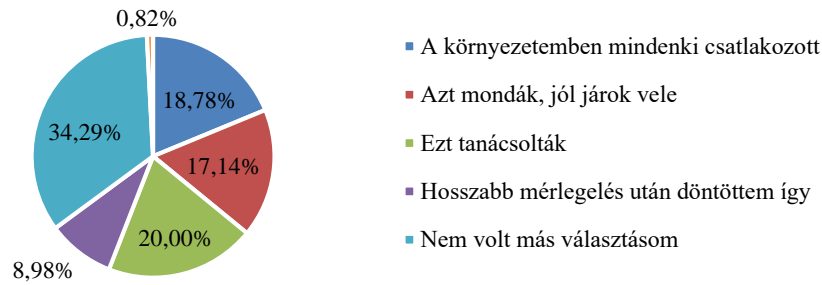 0,82%
18,78%
34,29%
17,14%
20,00%
8,98%
A környezetemben mindenki csatlakozott
Azt mondák, jól járok vele
Ezt tanácsolták
Hosszabb mérlegelés után döntöttem így
Nem volt más választásom